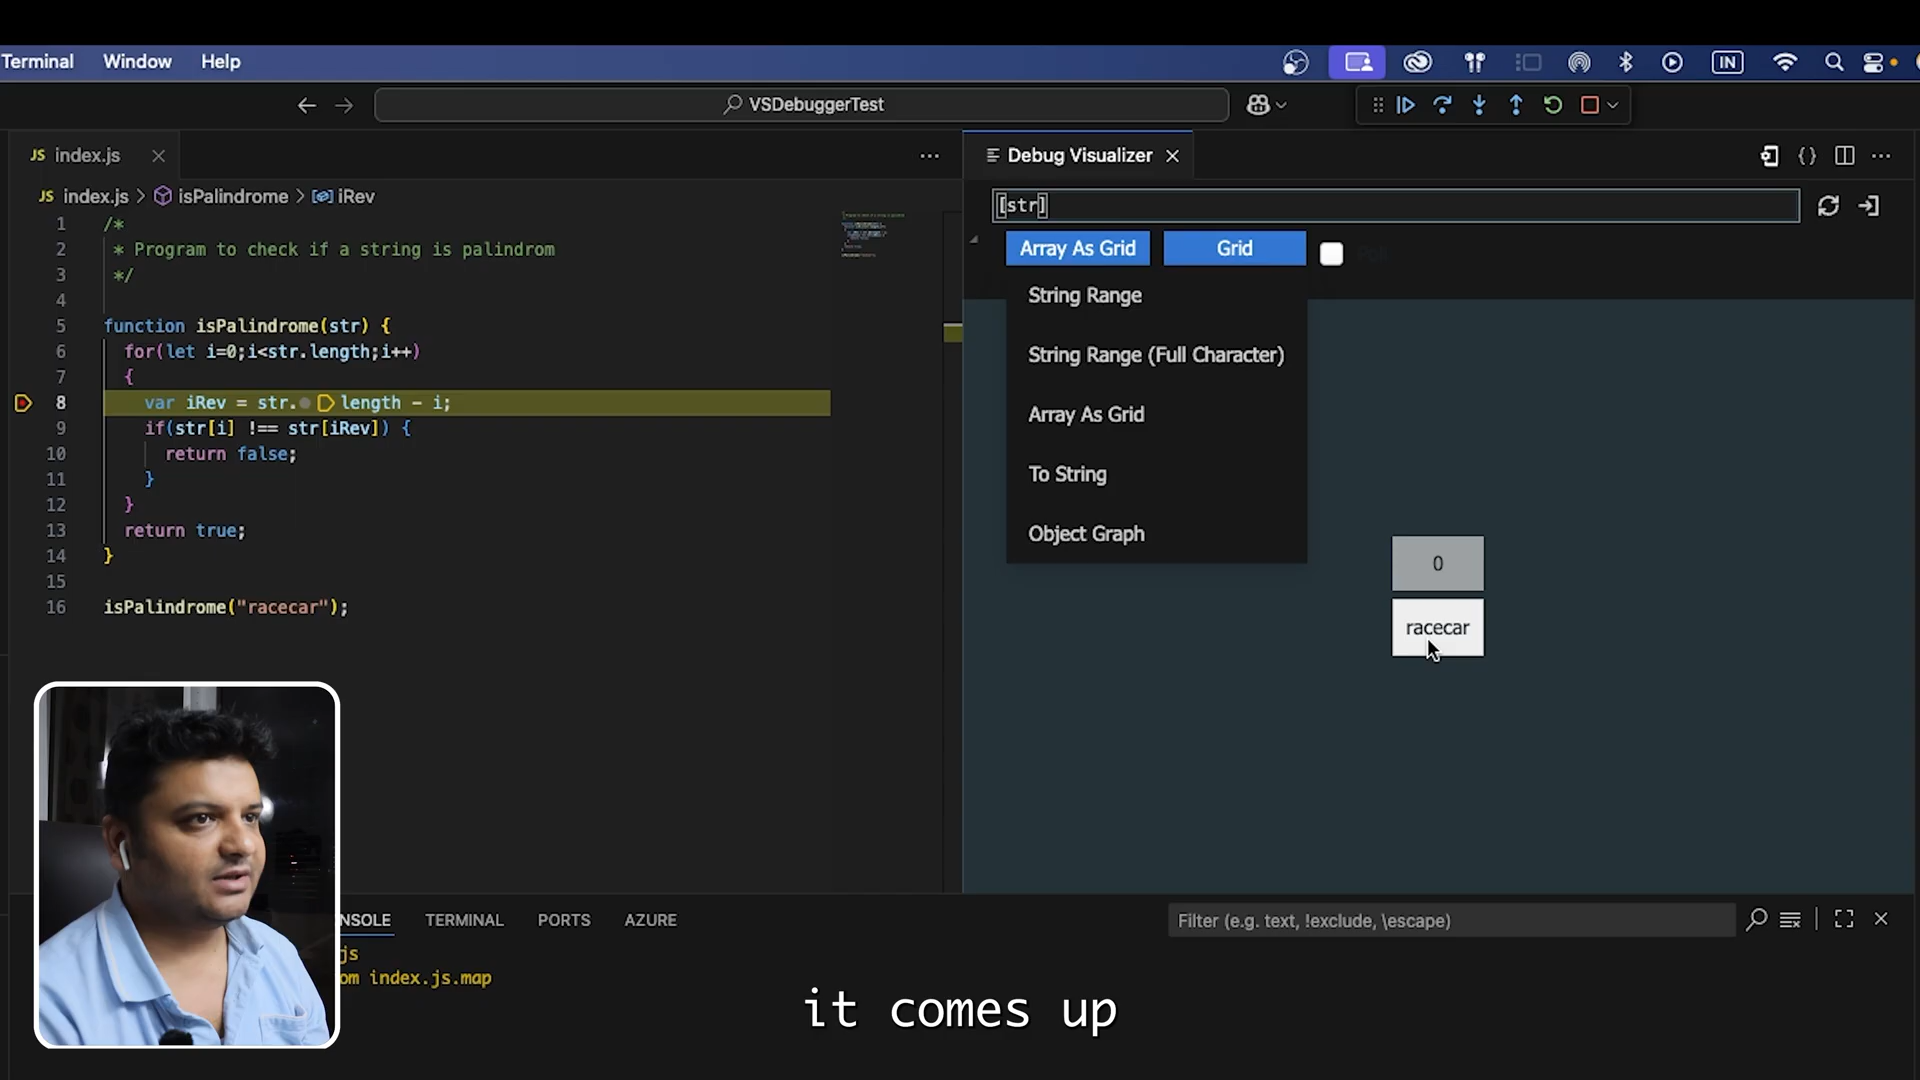 Terminal Window Help
IN
VSDebuggerTest
JS index.js
JS index.js > isPalindrome > iRev
1 /*
2 * Program to check if a string is palindrom
3 */
4
5 function isPalindrome(str) {
6 for(let i=0;i<str.length;i++)
7 {
8 var iRev = str.length - i;
9 if(str[i] !== str[iRev]) {
10 return false;
11 }
12 }
13 return true;
14 }
15
16 isPalindrome("racecar");
Debug Visualizer
[str]
Array As Grid Grid
String Range
String Range (Full Character)
Array As Grid
To String
Object Graph
0
racecar
NSOLE TERMINAL PORTS AZURE
Filter (e.g. text, !exclude, \escape)
js
om index.js.map
it comes up